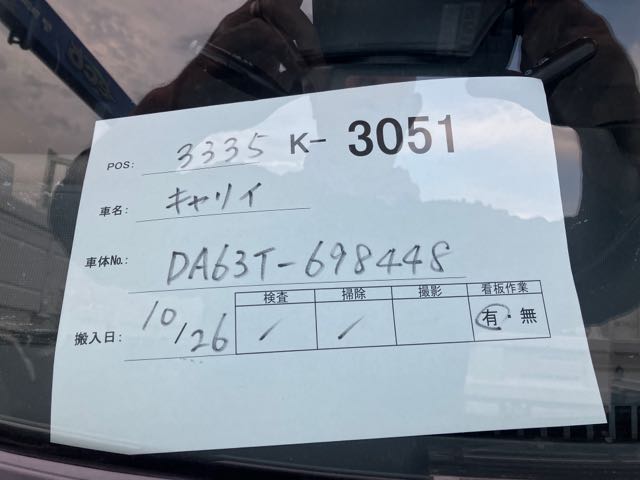 POS: 3335 K- 3051
車名: キャリイ
車体No.: DA63T-698448
検査 掃除 撮影 看板作業
搬入日: 10/26 / / 有・無